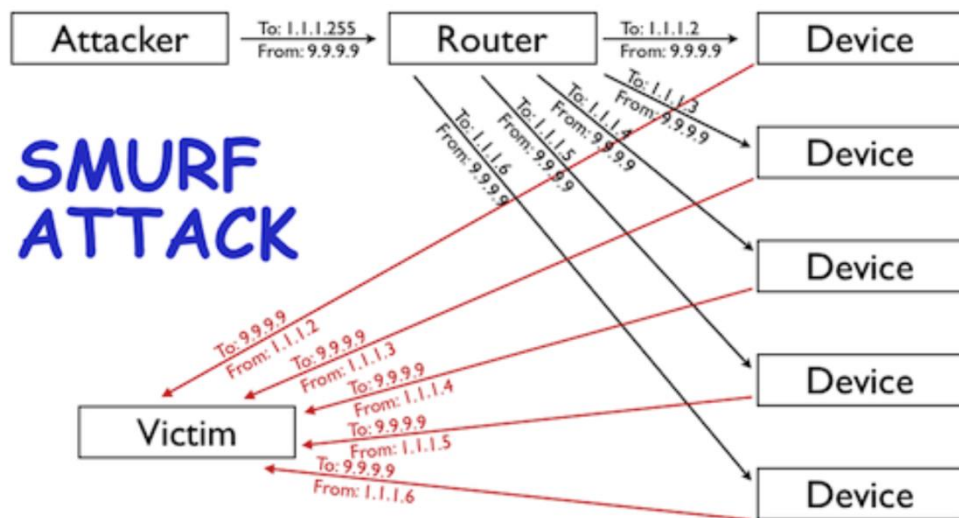 Attacker
To: 1.1.1.255
From: 9.9.9.9
Router
To: 1.1.1.2
From: 9.9.9.9
Device
To: 1.1.1.3
From: 9.9.9.9
To: 1.1.1.4
From: 9.9.9.9
To: 1.1.1.5
From: 9.9.9.9
To: 1.1.1.6
From: 9.9.9.9
Device
SMURF
ATTACK
Device
To: 9.9.9.9
From: 1.1.1.2
To: 9.9.9.9
From: 1.1.1.3
To: 9.9.9.9
From: 1.1.1.4
Device
Victim
To: 9.9.9.9
From: 1.1.1.5
To: 9.9.9.9
From: 1.1.1.6
Device